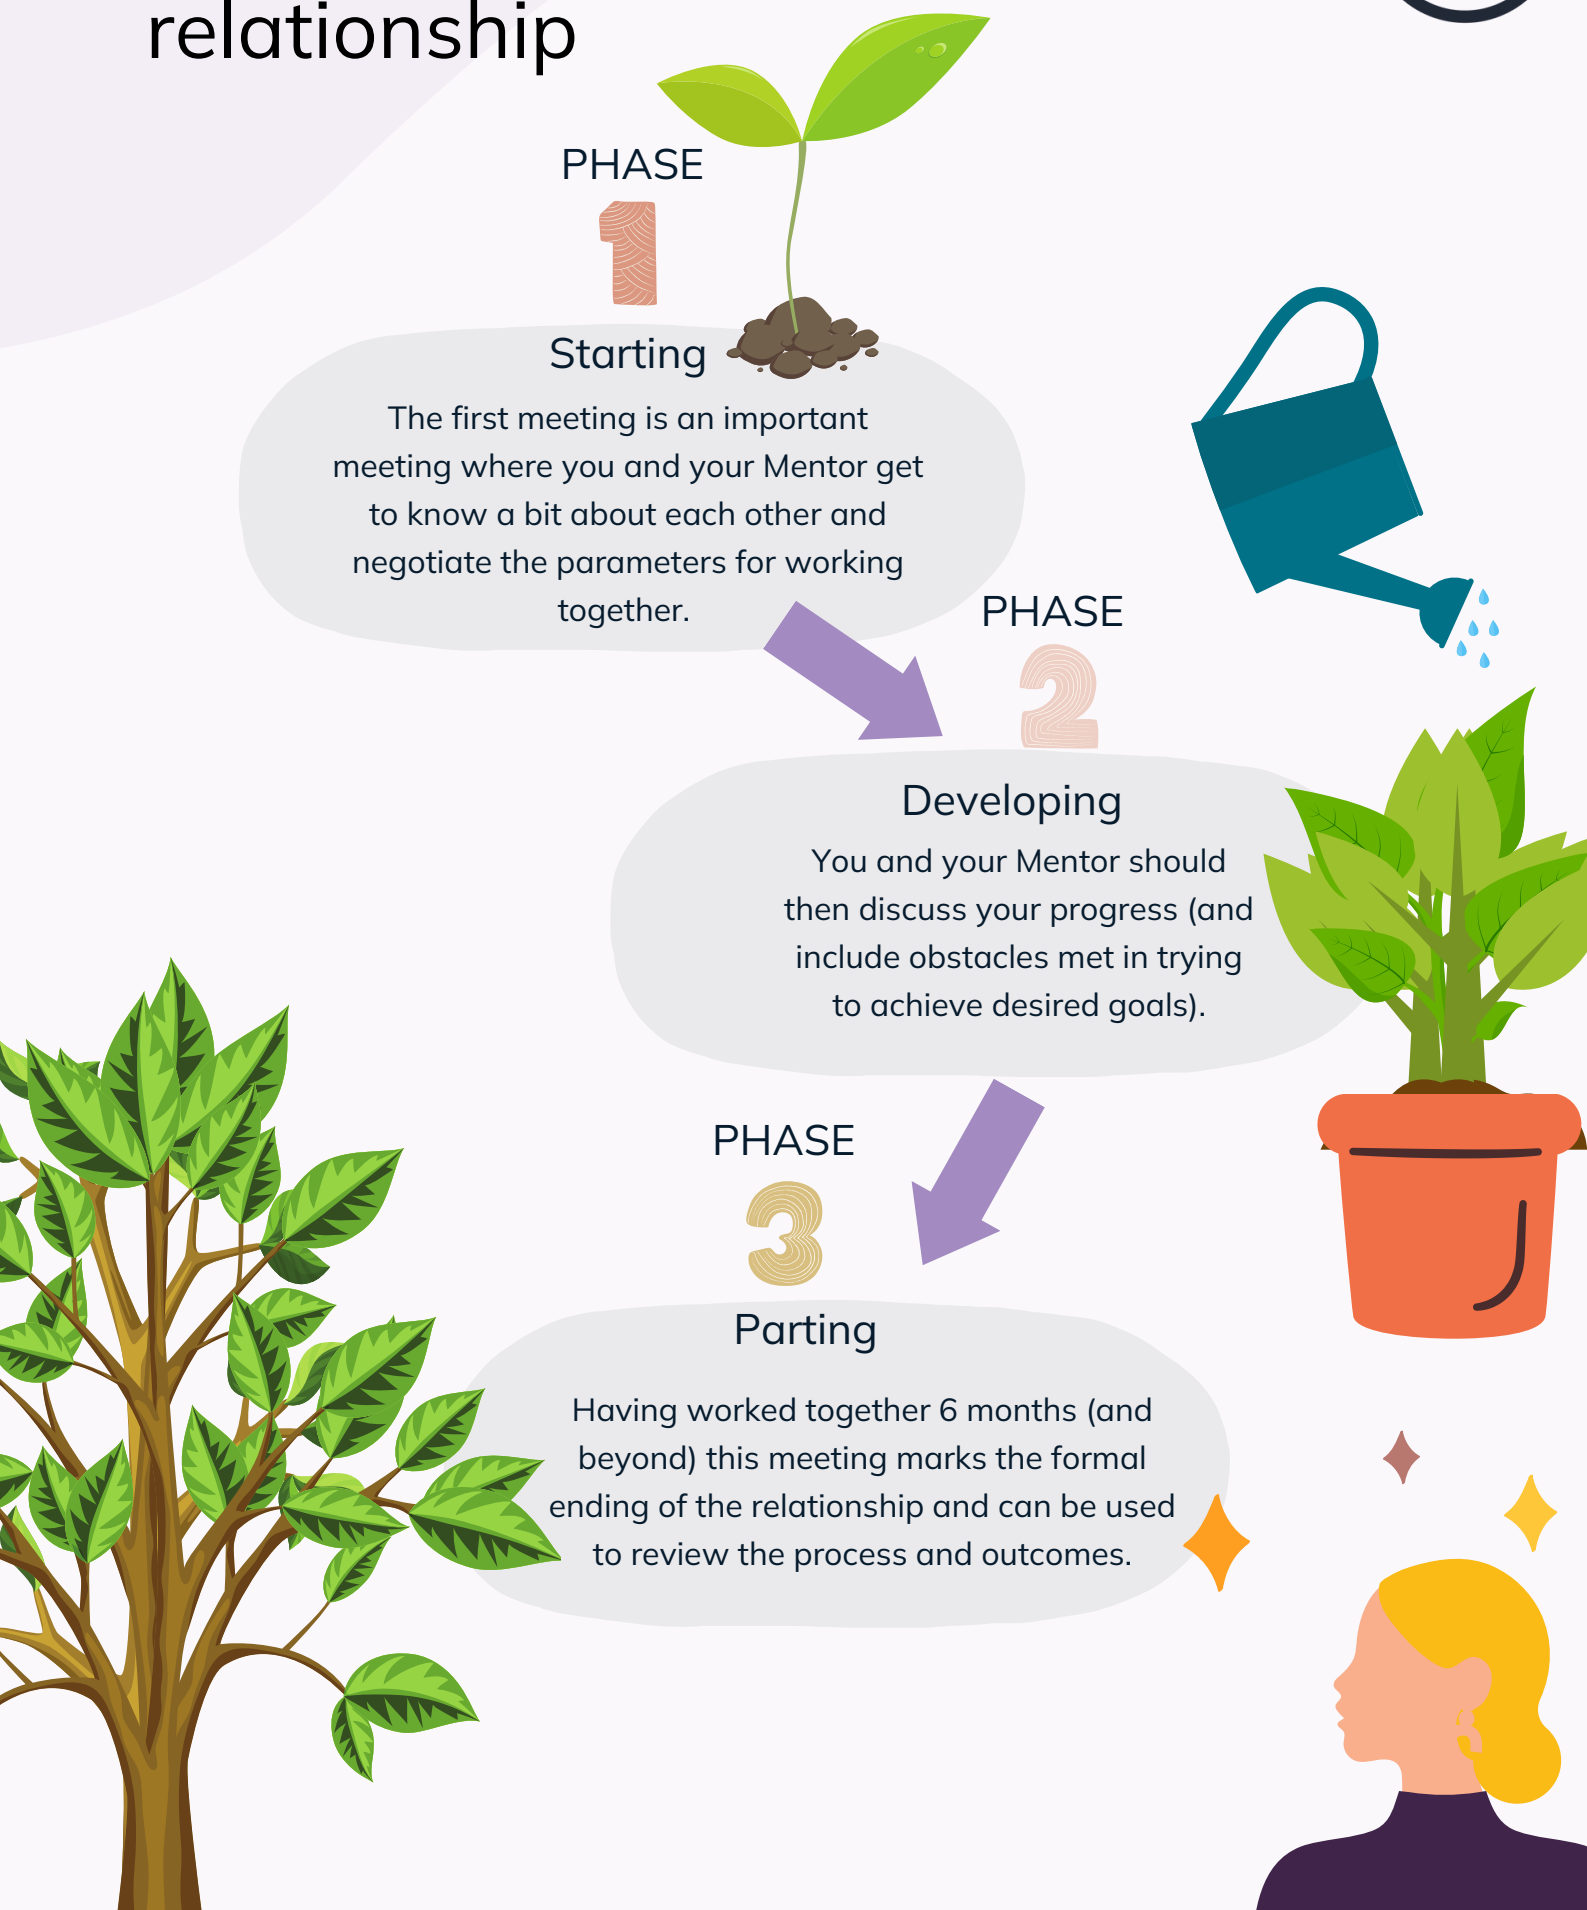 relationship
PHASE
1
Starting
The first meeting is an important
meeting where you and your Mentor get
to know a bit about each other and
negotiate the parameters for working
together.
PHASE
2
Developing
You and your Mentor should
then discuss your progress (and
include obstacles met in trying
to achieve desired goals).
PHASE
3
Parting
Having worked together 6 months (and
beyond) this meeting marks the formal
ending of the relationship and can be used
to review the process and outcomes.